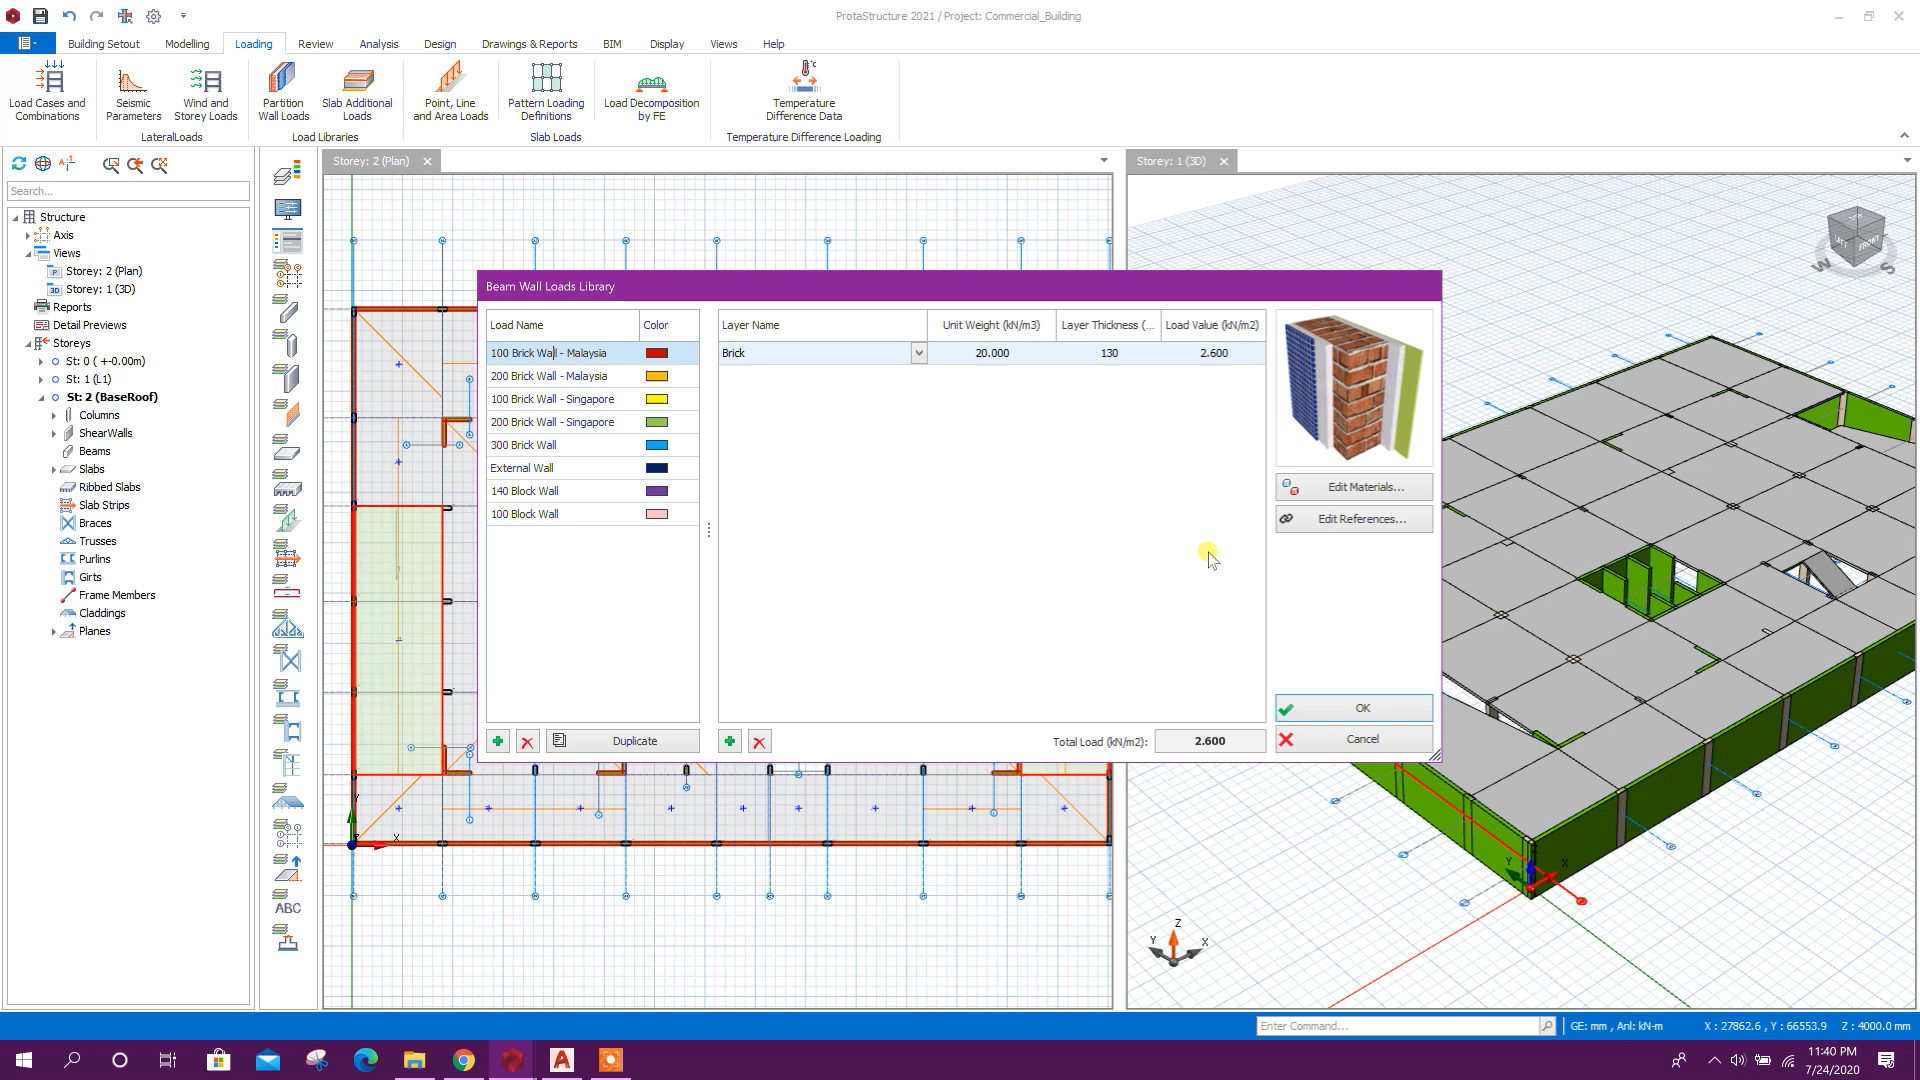 ProtaStructure 2021 / Project: Commercial_Building
Building Setout
Modelling
Loading
Review
Analysis
Design
Drawings & Reports
BIM
Display
Views
Help
Load Cases and Combinations
Seismic Parameters
Wind and Storey Loads
Partition Wall Loads
Slab Additional Loads
Point, Line and Area Loads
Pattern Loading Definitions
Load Decomposition by FE
Temperature Difference Data
LateralLoads
Load Libraries
Slab Loads
Temperature Difference Loading
Search...
Structure
Axis
Views
Storey: 2 (Plan)
Storey: 1 (3D)
Reports
Detail Previews
Storeys
St: 0 ( +-0.00m)
St: 1 (L1)
St: 2 (BaseRoof)
Columns
ShearWalls
Beams
Slabs
Ribbed Slabs
Slab Strips
Braces
Trusses
Purlins
Girts
Frame Members
Claddings
Planes
ABC
Storey: 2 (Plan)
Storey: 1 (3D)
Beam Wall Loads Library
Load Name Color
100 Brick Wall - Malaysia
200 Brick Wall - Malaysia
100 Brick Wall - Singapore
200 Brick Wall - Singapore
300 Brick Wall
External Wall
140 Block Wall
100 Block Wall
Duplicate
Layer Name Unit Weight (kN/m3) Layer Thickness (... Load Value (kN/m2)
Brick 20.000 130 2.600
Total Load (kN/m2): 2.600
Edit Materials...
Edit References...
OK
Cancel
LEFT
FRONT
W
S
X
Z
Y
X
Y
X
Enter Command...
GE: mm , Anl: kN-m
X : 27862.6 , Y : 66553.9
Z : 4000.0 mm
11:40 PM
7/24/2020